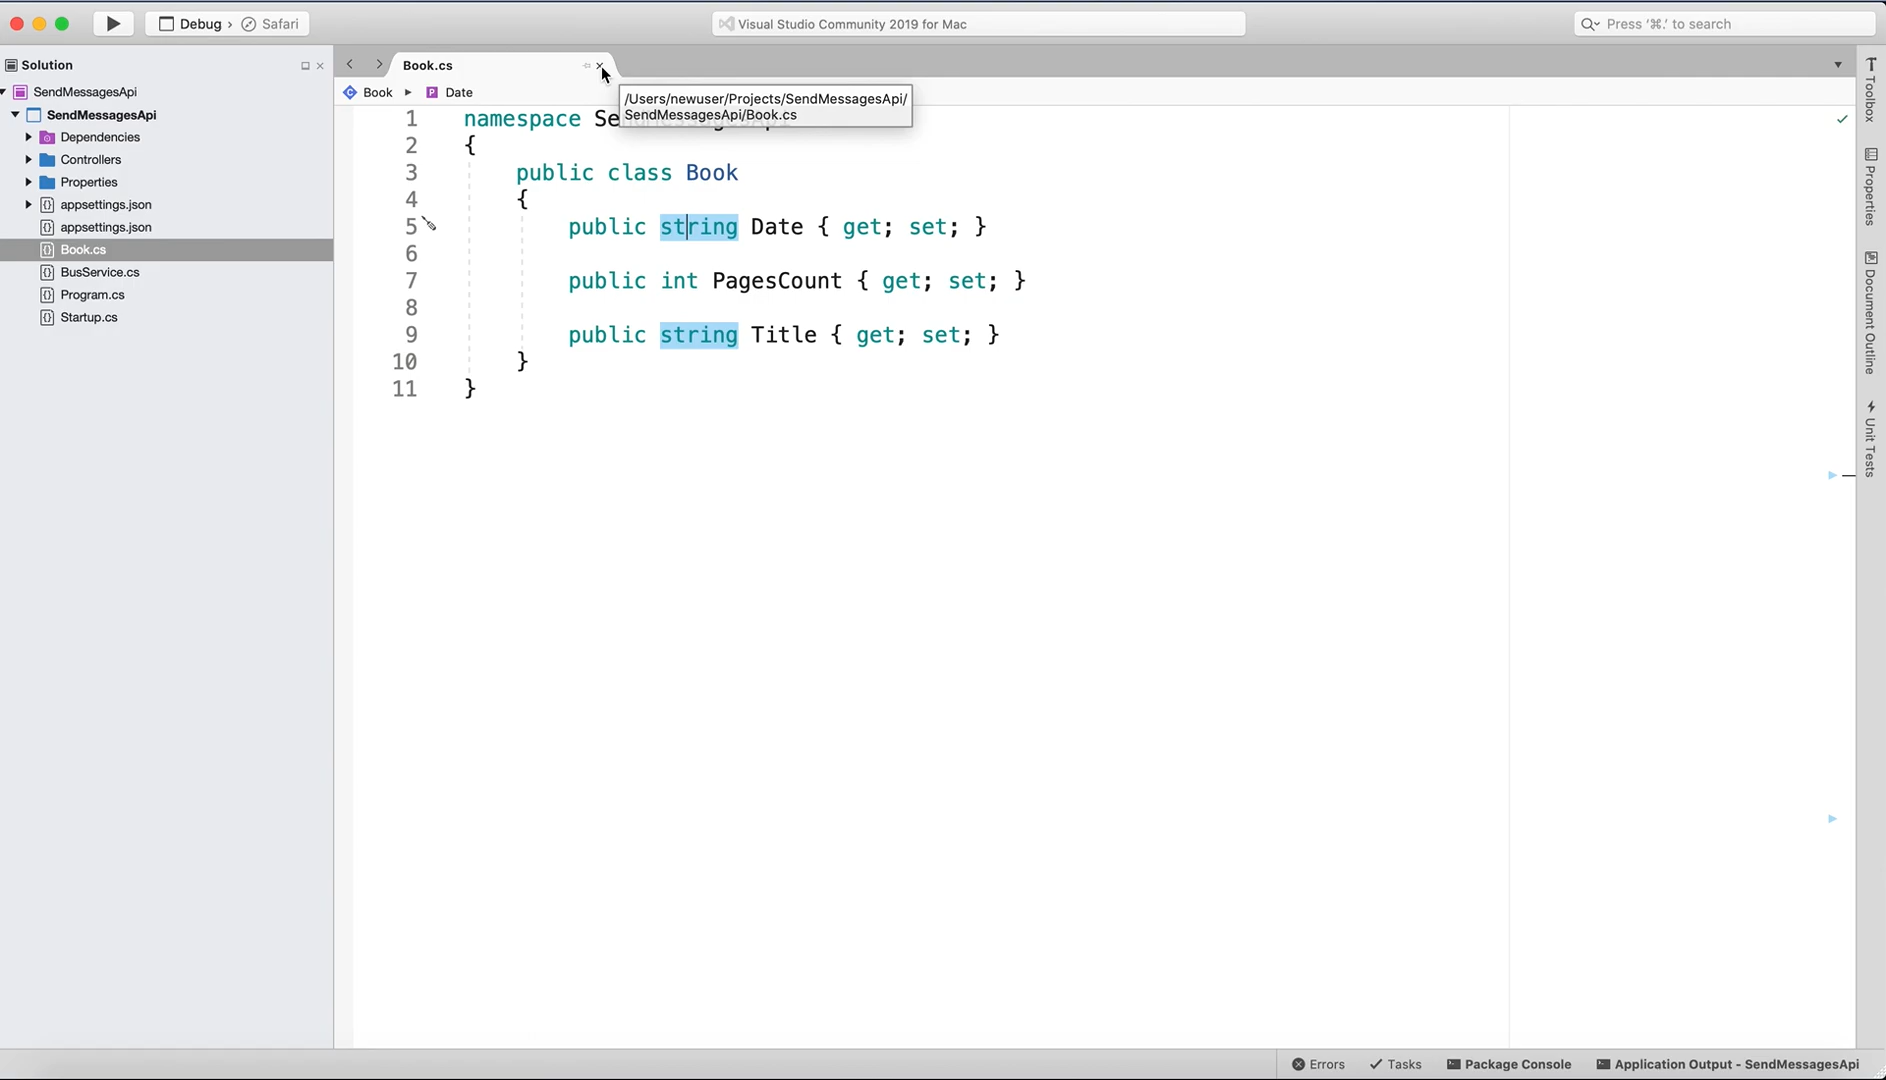 Debug › Safari
Visual Studio Community 2019 for Mac
Press ‘⌘.’ to search
Solution
SendMessagesApi
SendMessagesApi
Dependencies
Controllers
Properties
appsettings.json
appsettings.json
Book.cs
BusService.cs
Program.cs
Startup.cs
Book.cs
Book
Date
/Users/newuser/Projects/SendMessagesApi/
SendMessagesApi/Book.cs
1 namespace
2 {
3 public class Book
4 {
5 public string Date { get; set; }
6
7 public int PagesCount { get; set; }
8
9 public string Title { get; set; }
10 }
11 }
Toolbox
Properties
Document Outline
Unit Tests
Errors
Tasks
Package Console
Application Output - SendMessagesApi